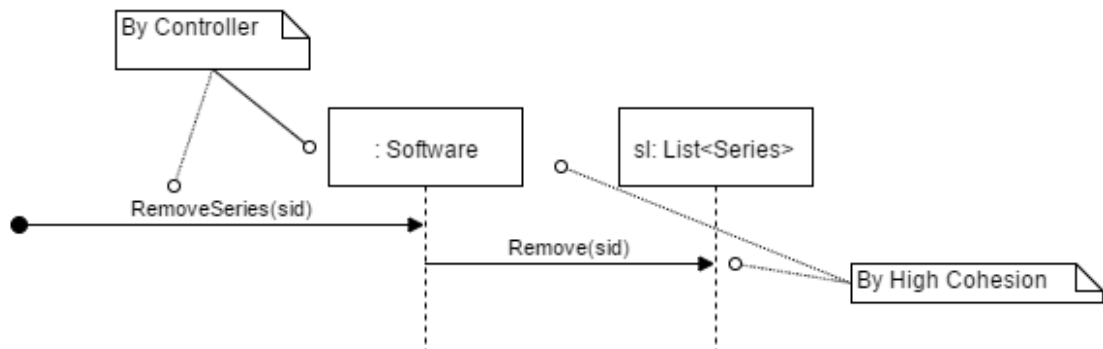 By Controller
: Software
sl: List<Series>
RemoveSeries(sid)
Remove(sid)
By High Cohesion